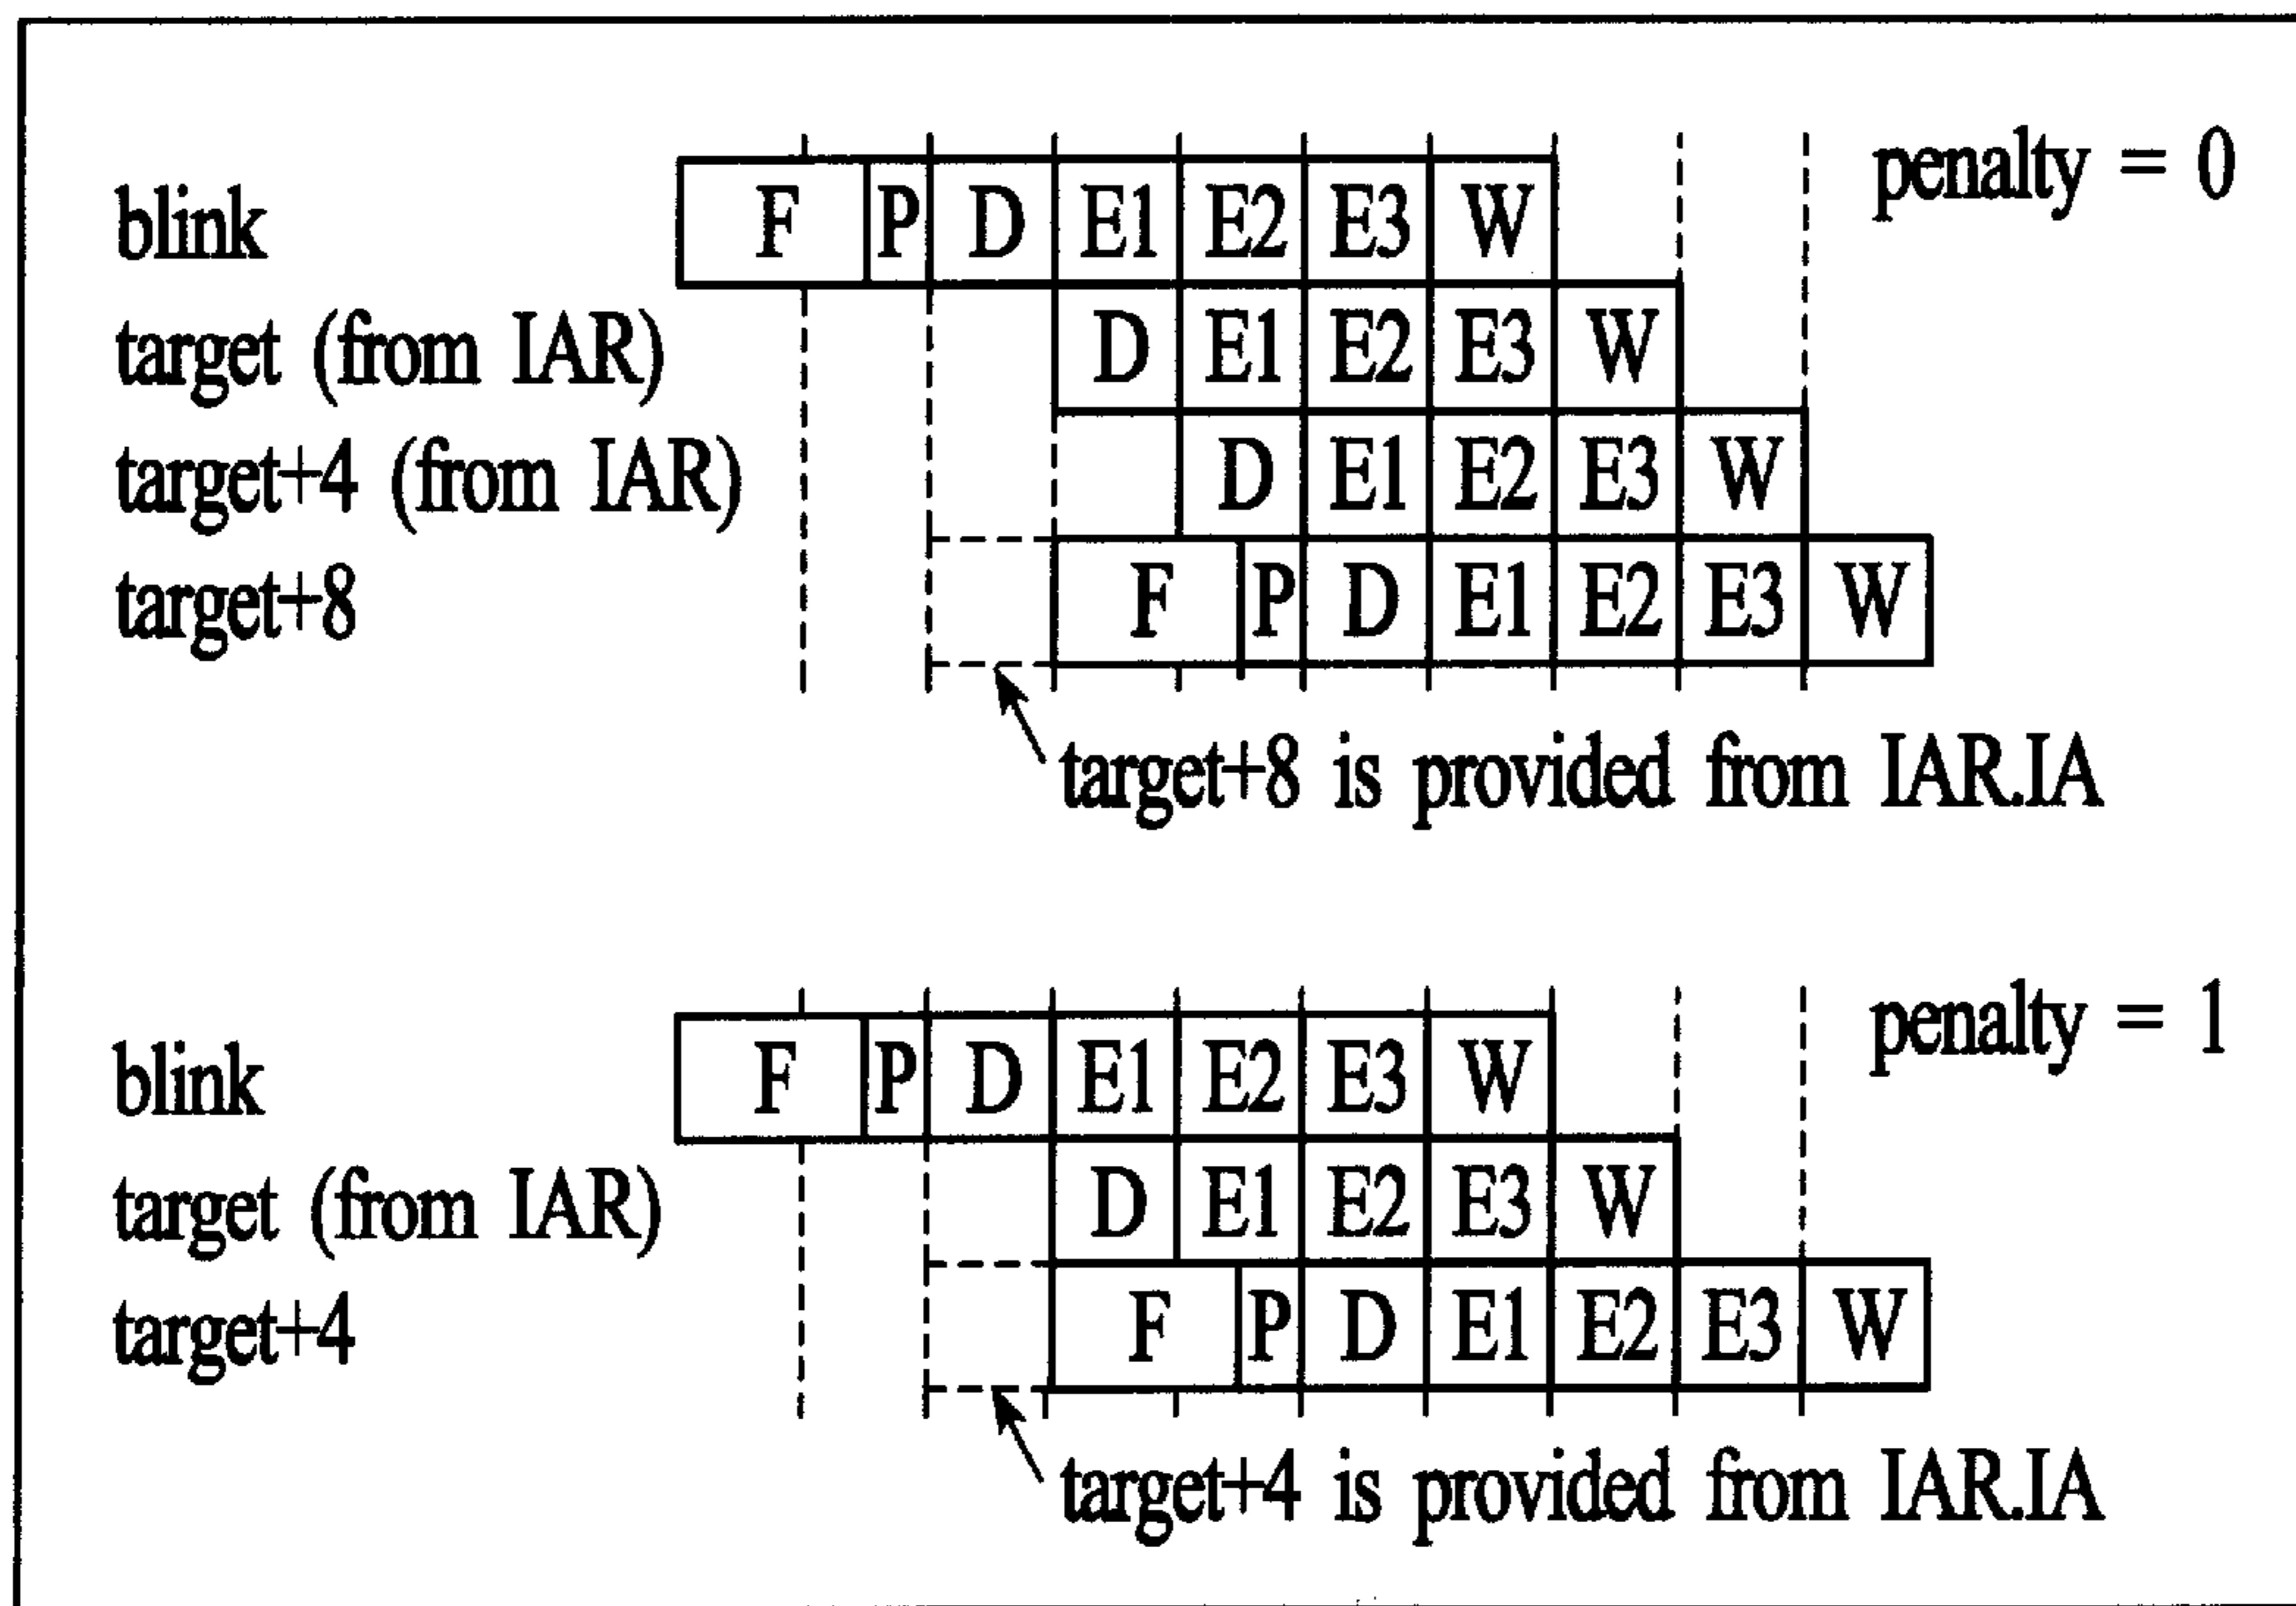 penalty = 0
blink F P D E1 E2 E3 W
target (from IAR) D E1 E2 E3 W
target+4 (from IAR) D E1 E2 E3 W
target+8 F P D E1 E2 E3 W
target+8 is provided from IAR.IA
penalty = 1
blink F P D E1 E2 E3 W
target (from IAR) D E1 E2 E3 W
target+4 F P D E1 E2 E3 W
target+4 is provided from IAR.IA